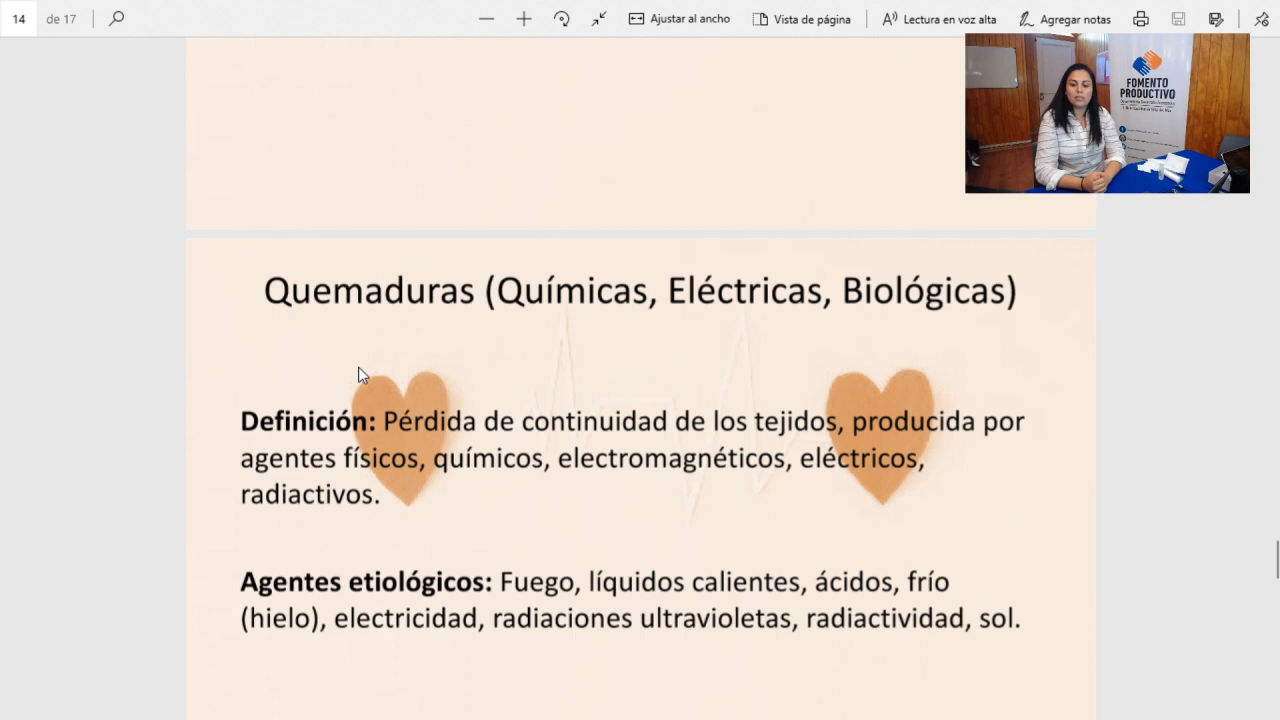 14 de 17 Ajustar al ancho Vista de página Lectura en voz alta Agregar notas
FOMENTO
PRODUCTIVO
Quemaduras (Químicas, Eléctricas, Biológicas)
Definición: Pérdida de continuidad de los tejidos, producida por
agentes físicos, químicos, electromagnéticos, eléctricos,
radiactivos.
Agentes etiológicos: Fuego, líquidos calientes, ácidos, frío
(hielo), electricidad, radiaciones ultravioletas, radiactividad, sol.